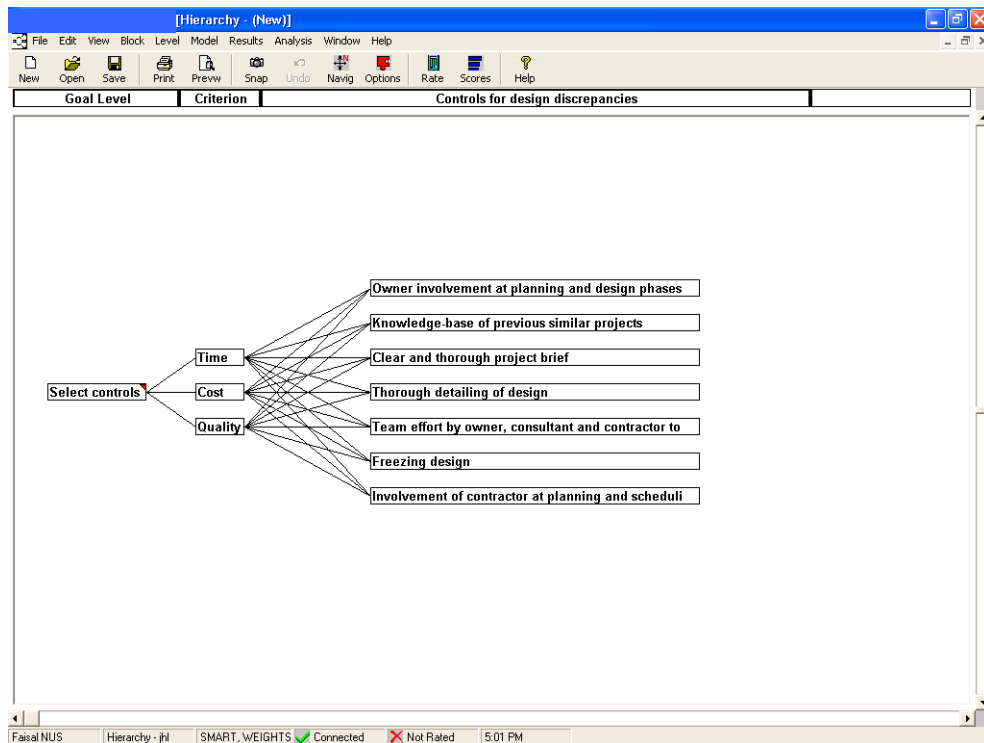 [Hierarchy - (New)]
File Edit View Block Level Model Results Analysis Window Help
New Open Save Print Prevw Snap Undo Navig Options Rate Scores Help
Goal Level Criterion Controls for design discrepancies
Owner involvement at planning and design phases
Knowledge-base of previous similar projects
Time Clear and thorough project brief
Select controls Cost Thorough detailing of design
Quality Team effort by owner, consultant and contractor to
Freezing design
Involvement of contractor at planning and scheduli
Faisal NUS Hierarchy - jhl SMART, WEIGHTS Connected Not Rated 5:01 PM